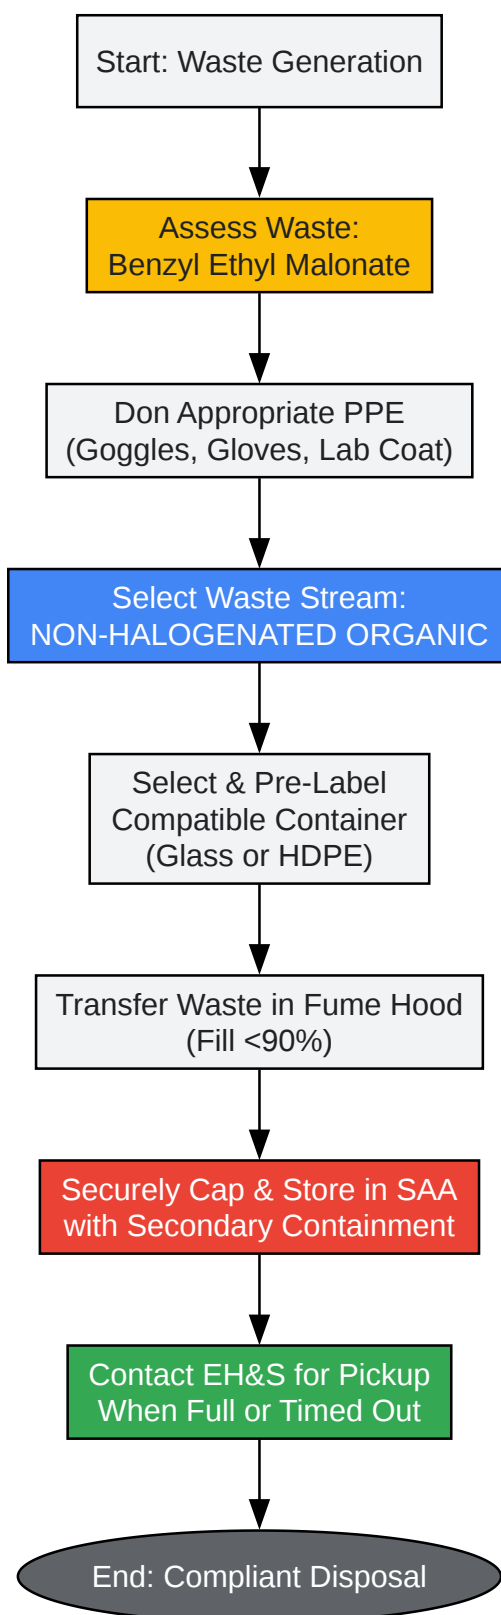 Start: Waste Generation
Assess Waste:
Benzyl Ethyl Malonate
Don Appropriate PPE
(Goggles, Gloves, Lab Coat)
Select Waste Stream:
NON-HALOGENATED ORGANIC
Select & Pre-Label
Compatible Container
(Glass or HDPE)
Transfer Waste in Fume Hood
(Fill <90%)
Securely Cap & Store in SAA
with Secondary Containment
Contact EH&S for Pickup
When Full or Timed Out
End: Compliant Disposal